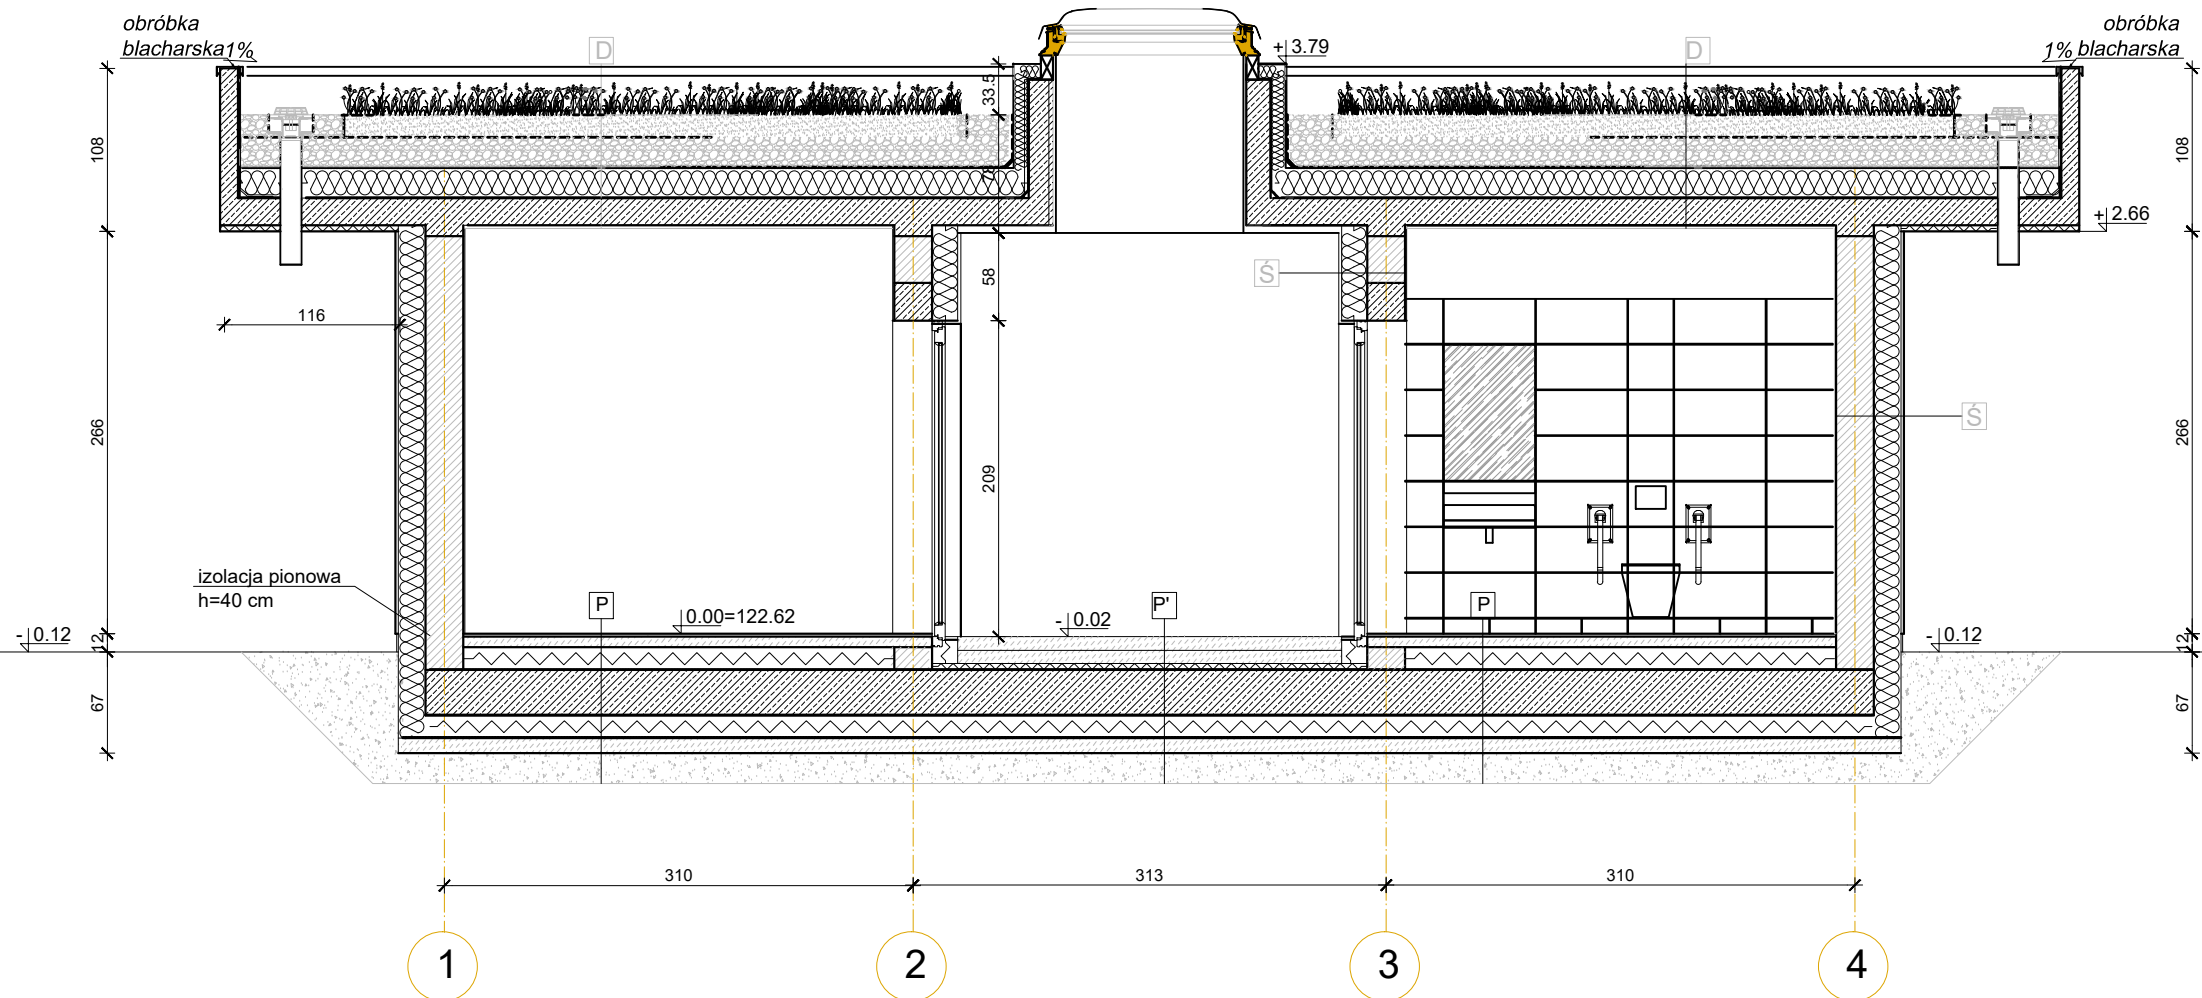 obróbka
blacharska 1%
D
+ 3.79
D
obróbka
1% blacharska
33.5
108
78
108
+ 2.66
58
Ś
116
Ś
266
209
266
izolacja pionowa
h=40 cm
P
0.00=122.62
P'
- 0.02
P
- 0.12
12
- 0.12
12
67
67
310
313
310
1
2
3
4